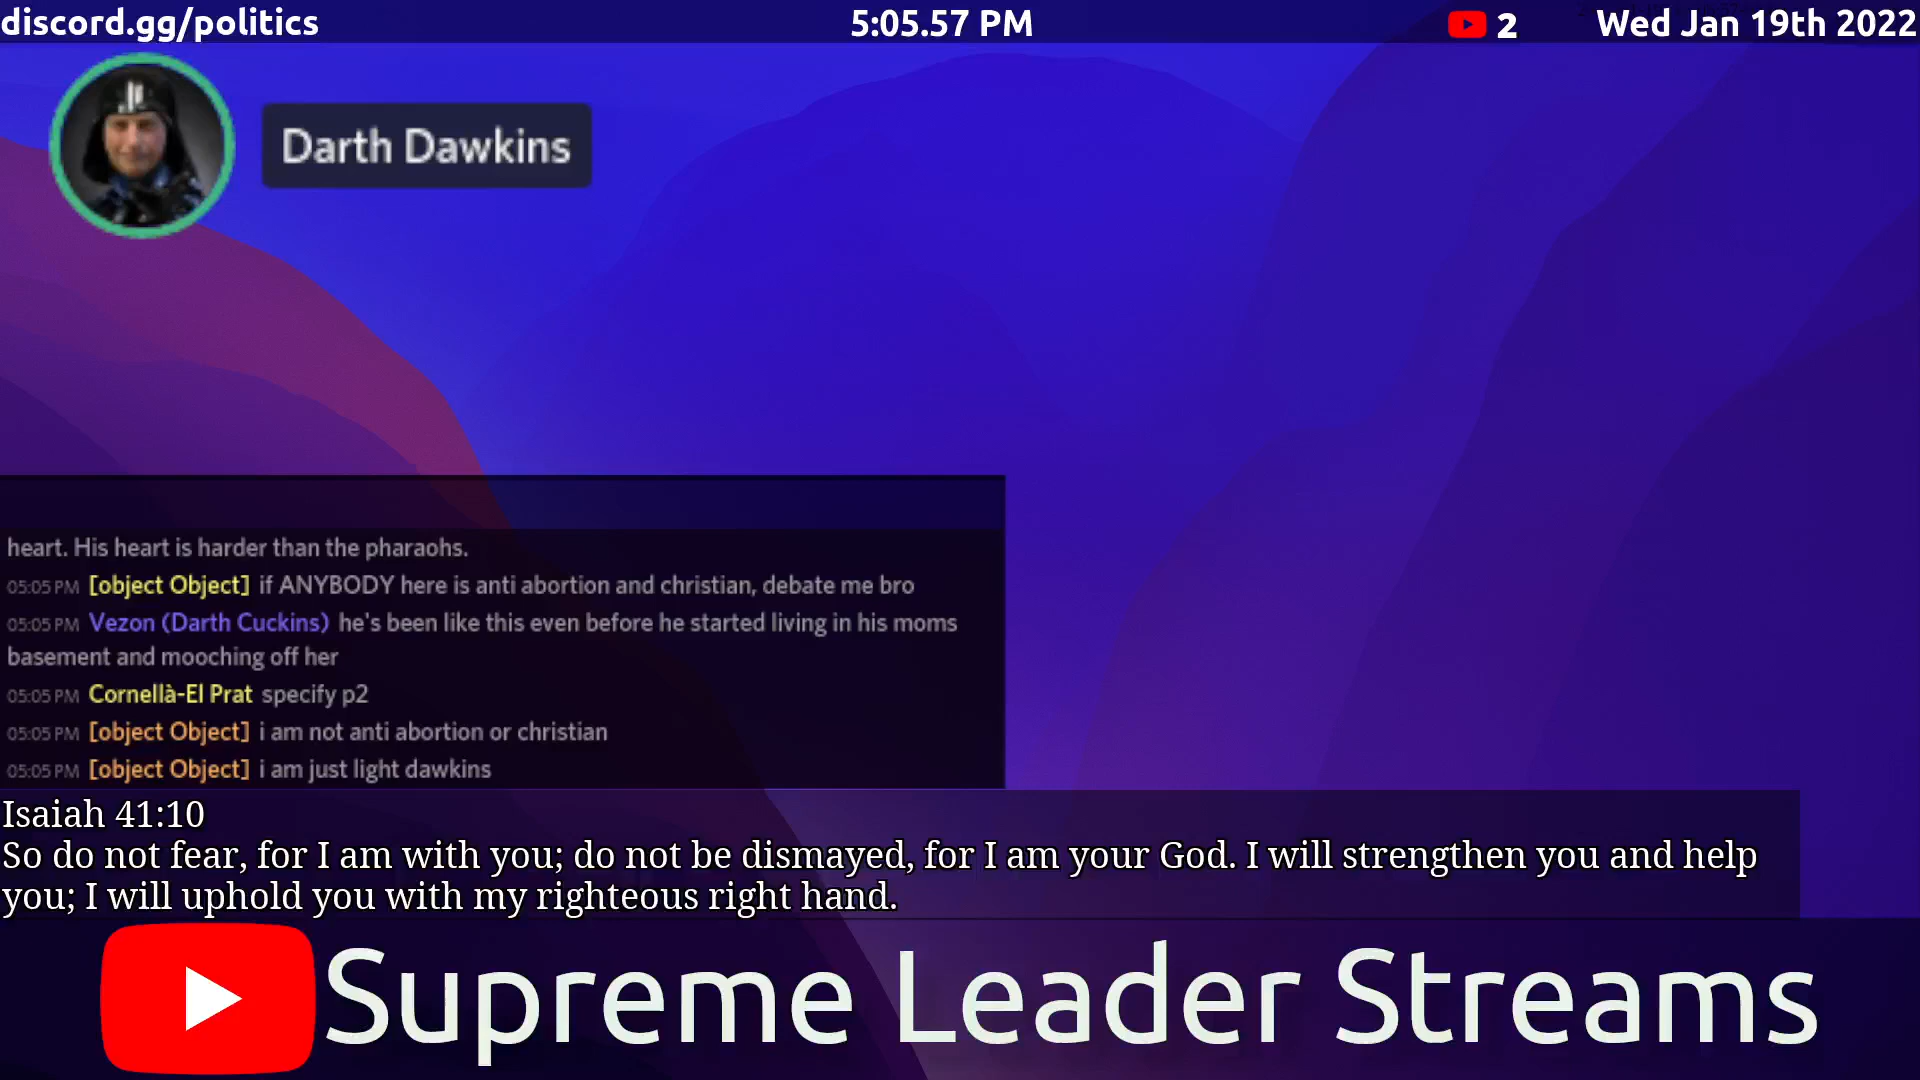 discord.gg/politics
5:05.57 PM
2
Wed Jan 19th 2022
Darth Dawkins
heart. His heart is harder than the pharaohs.
05:05 PM [object Object] if ANYBODY here is anti abortion and christian, debate me bro
05:05 PM Vezon (Darth Cuckins) he's been like this even before he started living in his moms
basement and mooching off her
05:05 PM Cornellà-El Prat specify p2
05:05 PM [object Object] i am not anti abortion or christian
05:05 PM [object Object] i am just light dawkins
Isaiah 41:10
So do not fear, for I am with you; do not be dismayed, for I am your God. I will strengthen you and help
you; I will uphold you with my righteous right hand.
Supreme Leader Streams